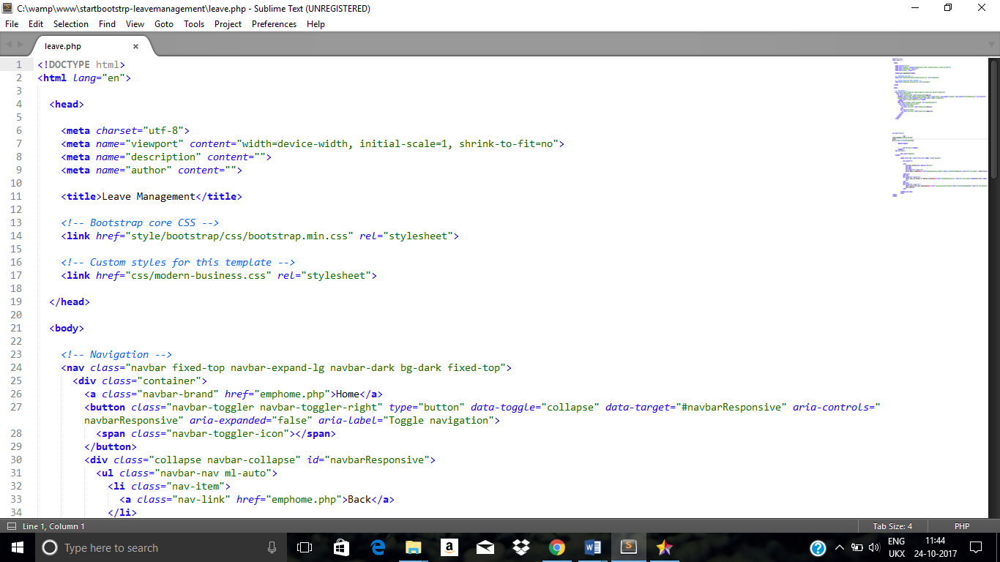 C:\wamp\www\startbootstrp-leavemanagement\leave.php - Sublime Text (UNREGISTERED)
File Edit Selection Find View Goto Tools Project Preferences Help
leave.php
1 <!DOCTYPE html>
2 <html lang="en">
3
4 <head>
5
6 <meta charset="utf-8">
7 <meta name="viewport" content="width=device-width, initial-scale=1, shrink-to-fit=no">
8 <meta name="description" content="">
9 <meta name="author" content="">
10
11 <title>Leave Management</title>
12
13 <!-- Bootstrap core CSS -->
14 <link href="style/bootstrap/css/bootstrap.min.css" rel="stylesheet">
15
16 <!-- Custom styles for this template -->
17 <link href="css/modern-business.css" rel="stylesheet">
18
19 </head>
20
21 <body>
22
23 <!-- Navigation -->
24 <nav class="navbar fixed-top navbar-expand-lg navbar-dark bg-dark fixed-top">
25 <div class="container">
26 <a class="navbar-brand" href="emphome.php">Home</a>
27 <button class="navbar-toggler navbar-toggler-right" type="button" data-toggle="collapse" data-target="#navbarResponsive" aria-controls="
navbarResponsive" aria-expanded="false" aria-label="Toggle navigation">
28 <span class="navbar-toggler-icon"></span>
29 </button>
30 <div class="collapse navbar-collapse" id="navbarResponsive">
31 <ul class="navbar-nav ml-auto">
32 <li class="nav-item">
33 <a class="nav-link" href="emphome.php">Back</a>
34 </li>
Line 1, Column 1 Tab Size: 4 PHP
Type here to search
ENG 11:44
UKX 24-10-2017